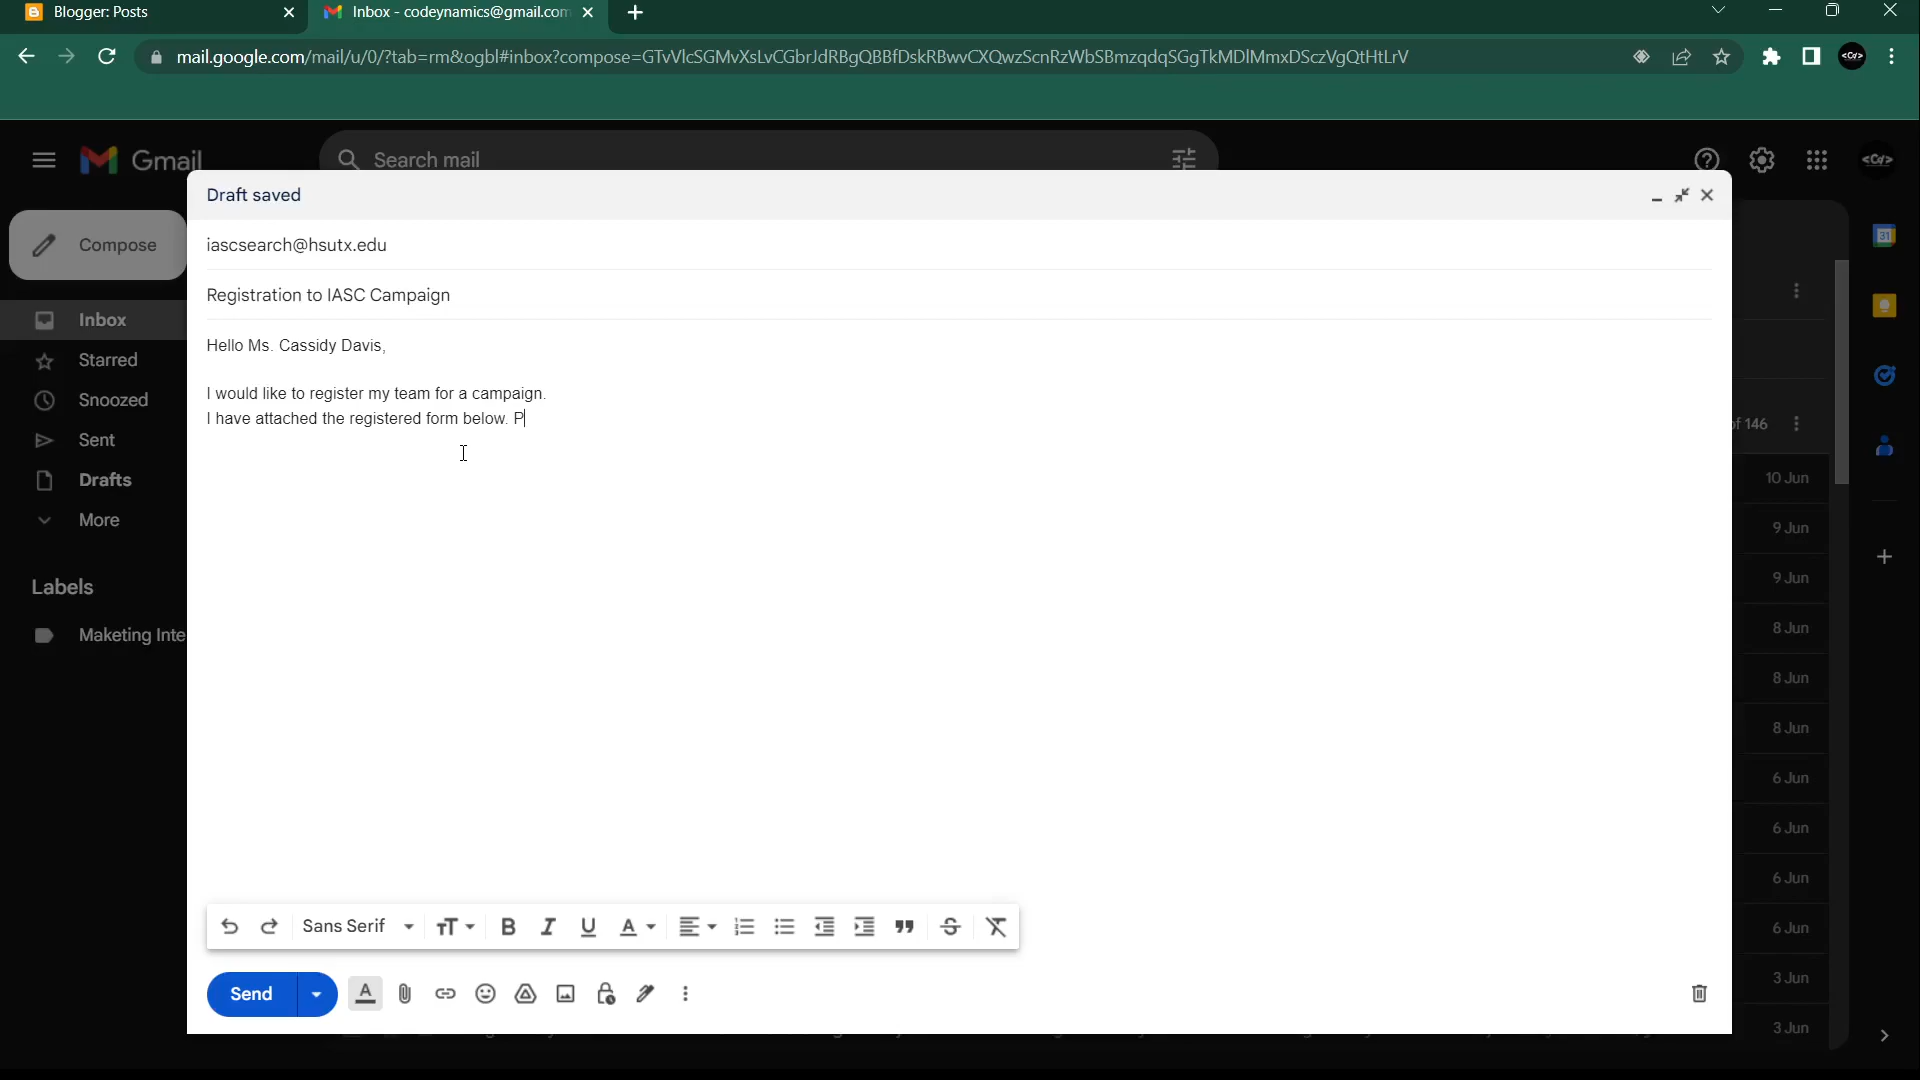 Blogger: Posts
Inbox - codeynamics@gmail.com
mail.google.com/mail/u/0/?tab=rm&ogbl#inbox?compose=GTvVlcSGMvXsLvCGbrJdRBgQBBfDskRBwvCXQwzScnRzWbSBmzqdqSGgTkMDlMmxDSczVgQtHtLrV
<Cd/>
Gmail
Search mail
<Cd/>
Draft saved
Compose
iascsearch@hsutx.edu
31
Registration to IASC Campaign
Inbox
Hello Ms. Cassidy Davis,
Starred
I would like to register my team for a campaign.
Snoozed
I have attached the registered form below. P
of 146
Sent
Drafts
10 Jun
More
9 Jun
9 Jun
Labels
8 Jun
Maketing Inte
8 Jun
8 Jun
6 Jun
6 Jun
6 Jun
6 Jun
Sans Serif
3 Jun
Send
3 Jun